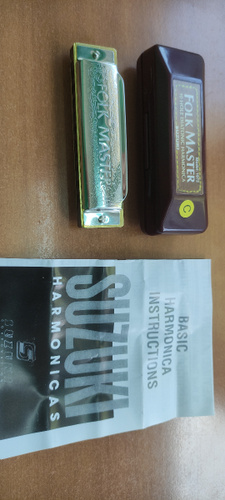 FOLK MASTER
FOLK MASTER
C
BASIC
HARMONICA
INSTRUCTIONS
SUZUKI
HARMONICAS